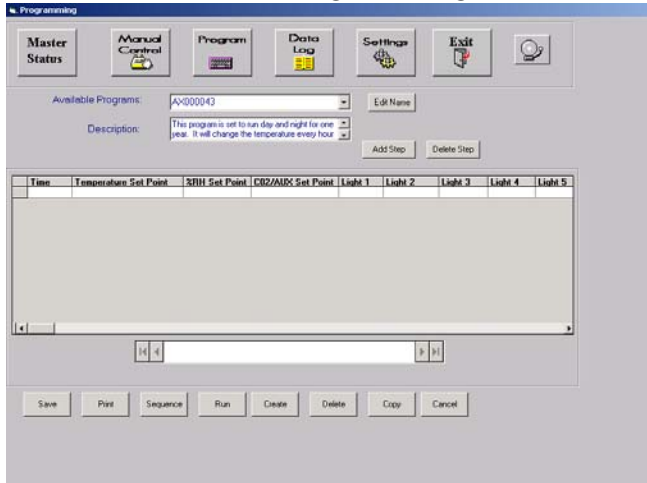 Programming
Master Status
Manual Control
Program
Data Log
Settings
Exit
Available Programs:
AX000043
Edit Name
Description:
This program is set to run day and night for one
year. It will change the temperature every hour
Add Step
Delete Step
Time Temperature Set Point %RH Set Point C02/AUX Set Point Light 1 Light 2 Light 3 Light 4 Light 5
Save Print Sequence Run Create Delete Copy Cancel